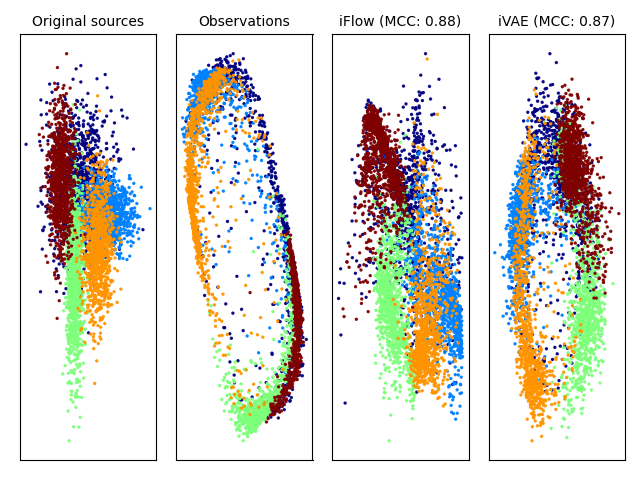 Original sources
Observations
iFlow (MCC: 0.88)
iVAE (MCC: 0.87)